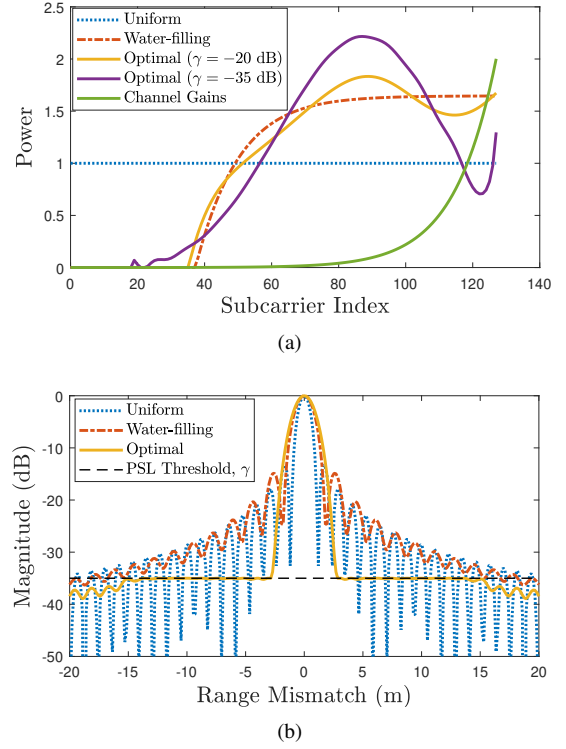 2.5
2
1.5
1
0.5
0
Power
Uniform
Water-filling
Optimal (γ = −20 dB)
Optimal (γ = −35 dB)
Channel Gains
0 20 40 60 80 100 120 140
Subcarrier Index
(a)
0
-10
-20
-30
-40
-50
Magnitude (dB)
Uniform
Water-filling
Optimal
PSL Threshold, γ
-20 -15 -10 -5 0 5 10 15 20
Range Mismatch (m)
(b)